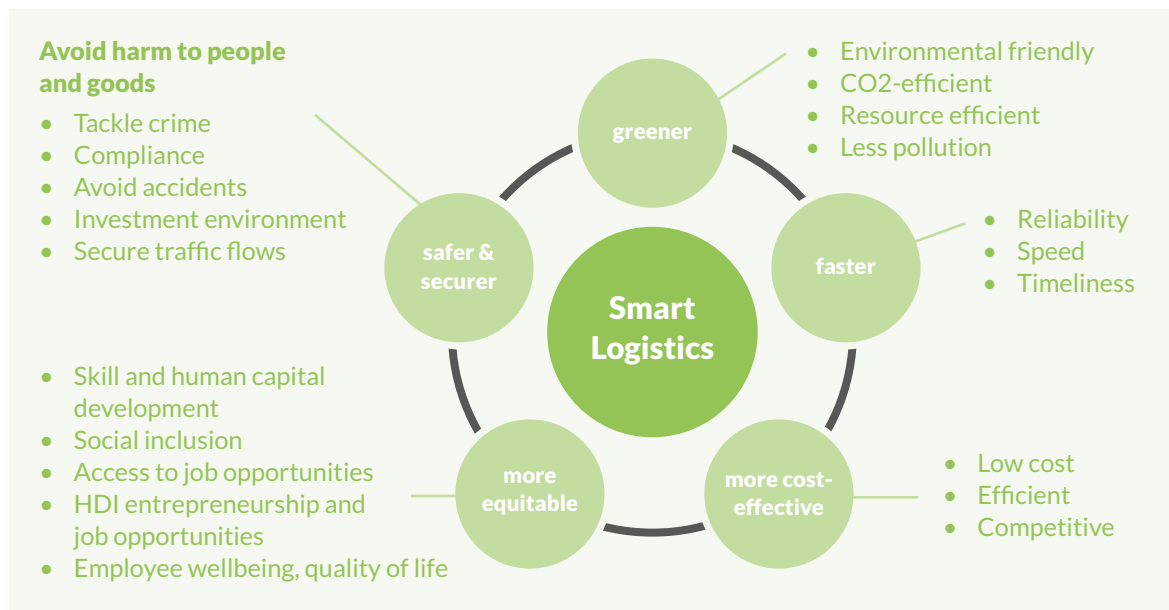 Avoid harm to people
and goods
• Tackle crime
• Compliance
• Avoid accidents
• Investment environment
• Secure traffic flows
greener
• Environmental friendly
• CO2-efficient
• Resource efficient
• Less pollution
safer &
securer
Smart
Logistics
faster
• Reliability
• Speed
• Timeliness
• Skill and human capital
development
• Social inclusion
• Access to job opportunities
• HDI entrepreneurship and
job opportunities
• Employee wellbeing, quality of life
more
equitable
more cost-
effective
• Low cost
• Efficient
• Competitive